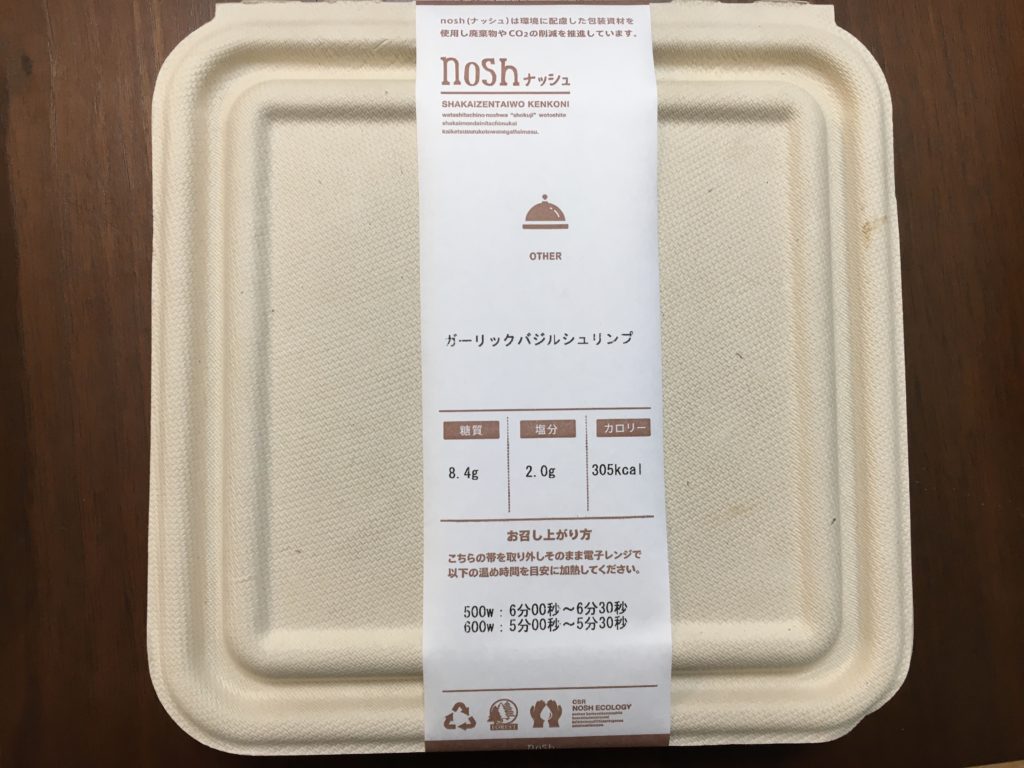 nosh(ナッシュ)は環境に配慮した包装資材を
使用し廃棄物やCO₂の削減を推進しています。
nosh ナッシュ
SHAKAIZENTAIWO KENKONI
watashitachino-noshwa "shokuji" wotoshite
shakaimondainitachimukai
OTHER
ガーリックバジルシュリンプ
糖質 塩分 カロリー
8.4g 2.0g 305kcal
お召し上がり方
こちらの帯を取り外しそのまま電子レンジで
以下の温め時間を目安に加熱してください。
500w：6分00秒～6分30秒
600w：5分00秒～5分30秒
CSR
NOSH ECOLOGY
nosh